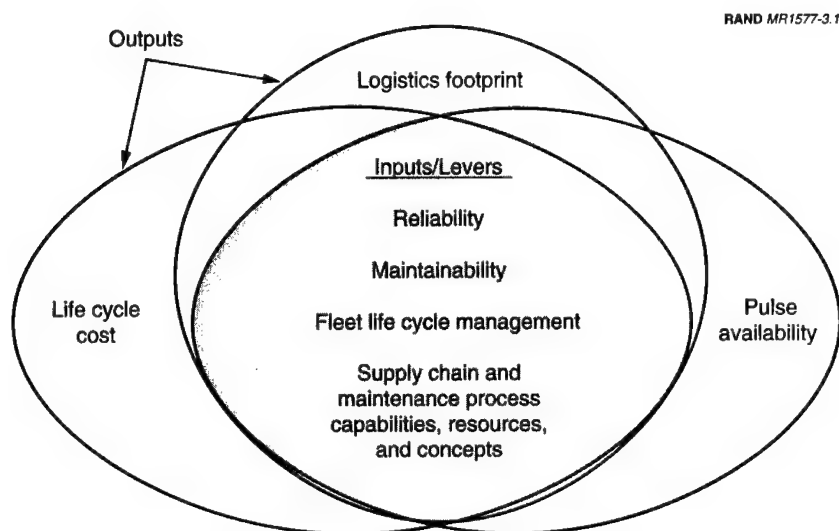 RAND MR1577-3.1
Outputs
Logistics footprint
Inputs/Levers
Reliability
Maintainability
Life cycle
cost
Fleet life cycle management
Pulse
availability
Supply chain and
maintenance process
capabilities, resources,
and concepts